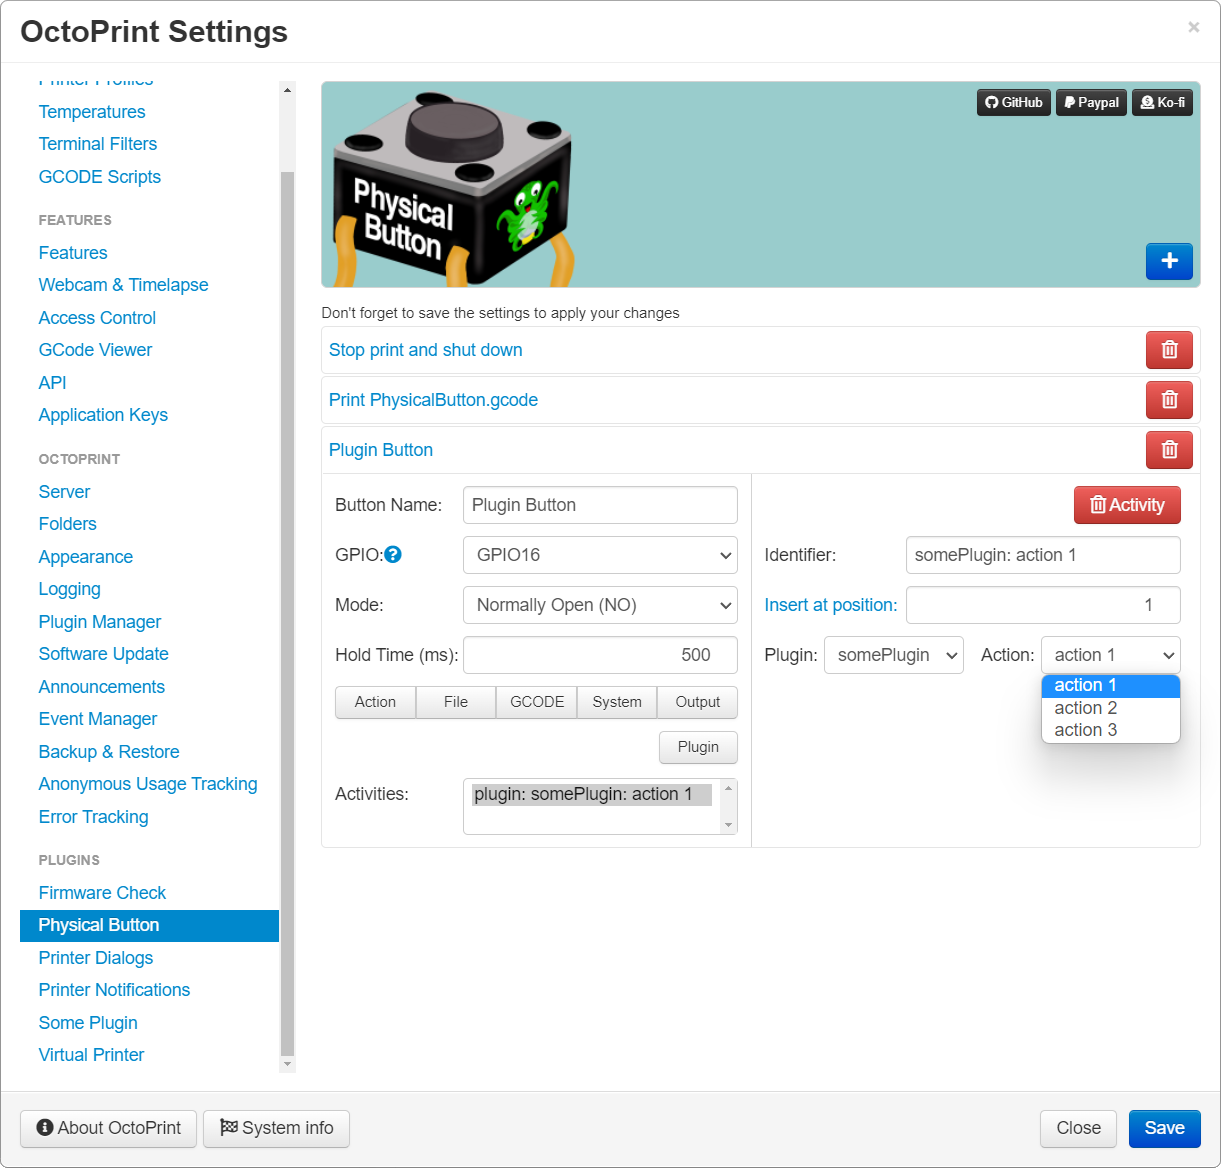 OctoPrint Settings
×
Printer Profiles
Temperatures
Terminal Filters
GCODE Scripts
FEATURES
Features
Webcam & Timelapse
Access Control
GCode Viewer
API
Application Keys
OCTOPRINT
Server
Folders
Appearance
Logging
Plugin Manager
Software Update
Announcements
Event Manager
Backup & Restore
Anonymous Usage Tracking
Error Tracking
PLUGINS
Firmware Check
Physical Button
Printer Dialogs
Printer Notifications
Some Plugin
Virtual Printer
Physical
Button
GitHub Paypal Ko-fi
+
Don't forget to save the settings to apply your changes
Stop print and shut down
Print PhysicalButton.gcode
Plugin Button
Button Name: Plugin Button
GPIO: GPIO16
Mode: Normally Open (NO)
Hold Time (ms): 500
Action File GCODE System Output
Plugin
Activities: plugin: somePlugin: action 1
Activity
Identifier: somePlugin: action 1
Insert at position: 1
Plugin: somePlugin Action: action 1
action 1
action 2
action 3
About OctoPrint System info Close Save